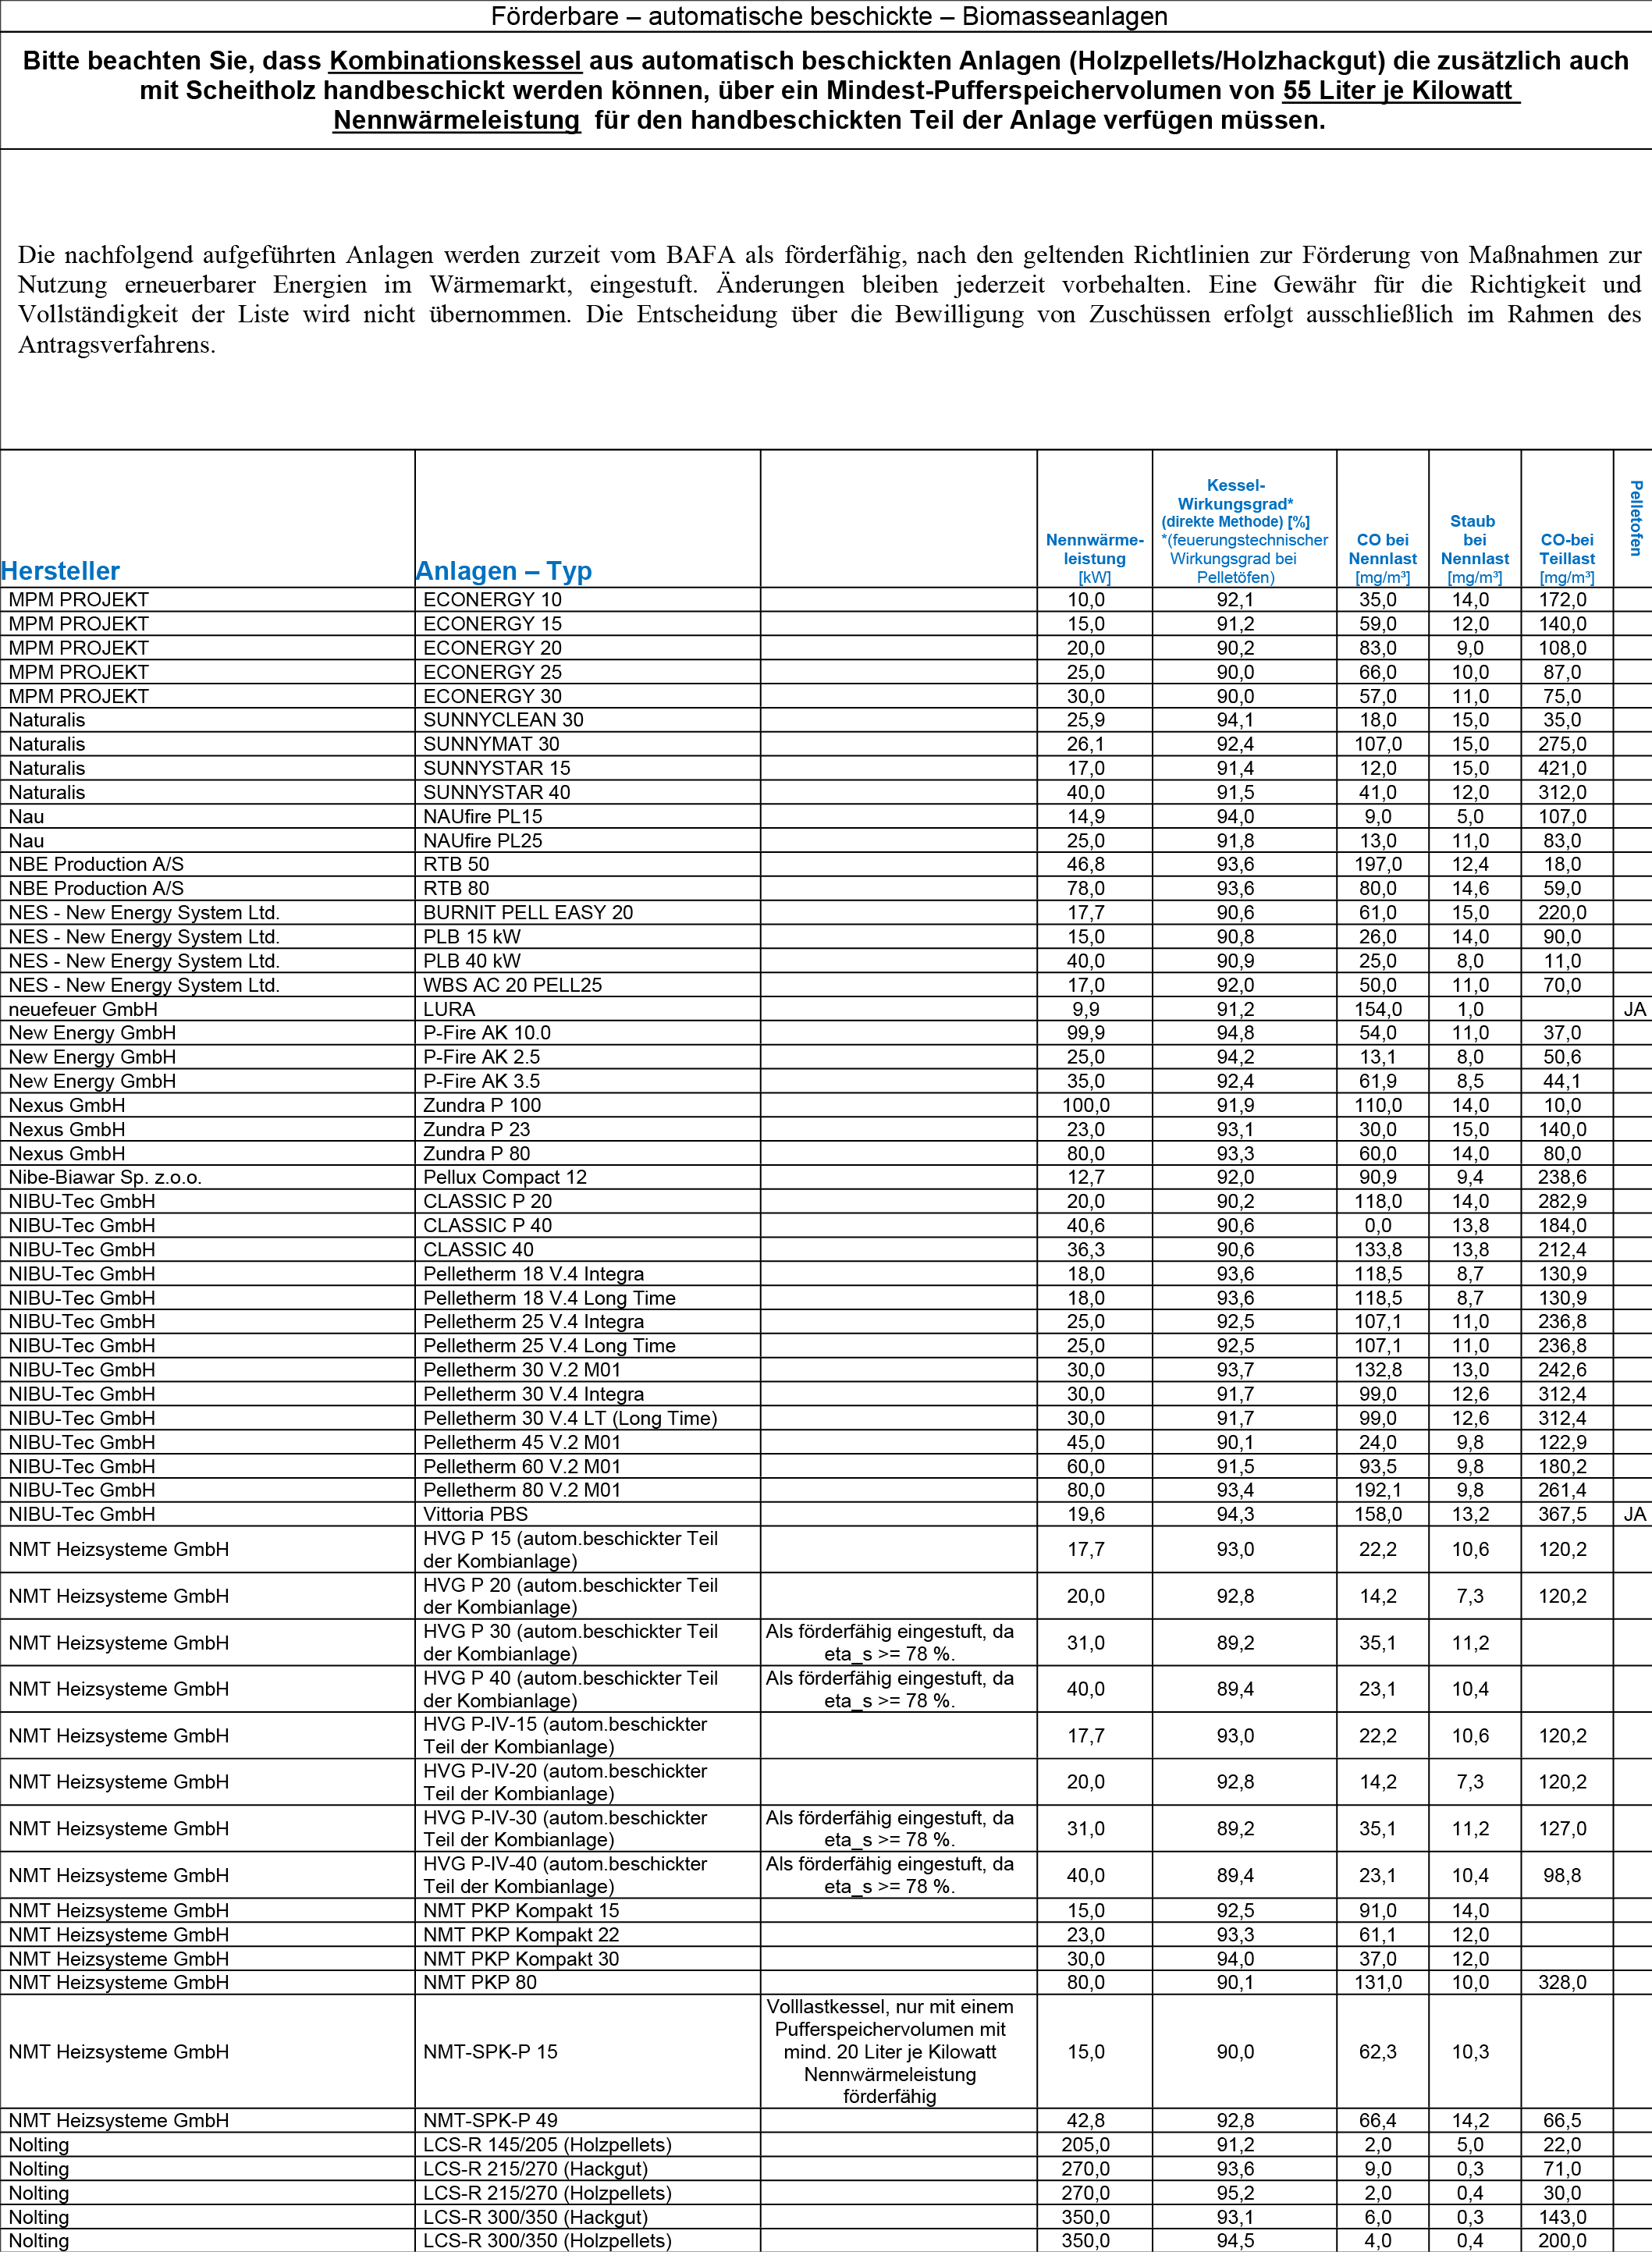 Förderbare – automatische beschickte – Biomasseanlagen
Bitte beachten Sie, dass Kombinationskessel aus automatisch beschickten Anlagen (Holzpellets/Holzhackgut) die zusätzlich auch
mit Scheitholz handbeschickt werden können, über ein Mindest-Pufferspeichervolumen von 55 Liter je Kilowatt
Nennwärmeleistung für den handbeschickten Teil der Anlage verfügen müssen.
Die nachfolgend aufgeführten Anlagen werden zurzeit vom BAFA als förderfähig, nach den geltenden Richtlinien zur Förderung von Maßnahmen zur
Nutzung erneuerbarer Energien im Wärmemarkt, eingestuft. Änderungen bleiben jederzeit vorbehalten. Eine Gewähr für die Richtigkeit und
Vollständigkeit der Liste wird nicht übernommen. Die Entscheidung über die Bewilligung von Zuschüssen erfolgt ausschließlich im Rahmen des
Antragsverfahrens.
Hersteller
Anlagen – Typ
Nennwärme-
leistung
[kW]
Kessel-
Wirkungsgrad*
(direkte Methode) [%]
*(feuerungstechnischer
Wirkungsgrad bei
Pelletöfen)
CO bei
Nennlast
[mg/m³]
Staub
bei
Nennlast
[mg/m³]
CO-bei
Teillast
[mg/m³]
Pelletofen
MPM PROJEKT ECONERGY 10 10,0 92,1 35,0 14,0 172,0
MPM PROJEKT ECONERGY 15 15,0 91,2 59,0 12,0 140,0
MPM PROJEKT ECONERGY 20 20,0 90,2 83,0 9,0 108,0
MPM PROJEKT ECONERGY 25 25,0 90,0 66,0 10,0 87,0
MPM PROJEKT ECONERGY 30 30,0 90,0 57,0 11,0 75,0
Naturalis SUNNYCLEAN 30 25,9 94,1 18,0 15,0 35,0
Naturalis SUNNYMAT 30 26,1 92,4 107,0 15,0 275,0
Naturalis SUNNYSTAR 15 17,0 91,4 12,0 15,0 421,0
Naturalis SUNNYSTAR 40 40,0 91,5 41,0 12,0 312,0
Nau NAUfire PL15 14,9 94,0 9,0 5,0 107,0
Nau NAUfire PL25 25,0 91,8 13,0 11,0 83,0
NBE Production A/S RTB 50 46,8 93,6 197,0 12,4 18,0
NBE Production A/S RTB 80 78,0 93,6 80,0 14,6 59,0
NES - New Energy System Ltd. BURNIT PELL EASY 20 17,7 90,6 61,0 15,0 220,0
NES - New Energy System Ltd. PLB 15 kW 15,0 90,8 26,0 14,0 90,0
NES - New Energy System Ltd. PLB 40 kW 40,0 90,9 25,0 8,0 11,0
NES - New Energy System Ltd. WBS AC 20 PELL25 17,0 92,0 50,0 11,0 70,0
neuefeuer GmbH LURA 9,9 91,2 154,0 1,0 JA
New Energy GmbH P-Fire AK 10.0 99,9 94,8 54,0 11,0 37,0
New Energy GmbH P-Fire AK 2.5 25,0 94,2 13,1 8,0 50,6
New Energy GmbH P-Fire AK 3.5 35,0 92,4 61,9 8,5 44,1
Nexus GmbH Zundra P 100 100,0 91,9 110,0 14,0 10,0
Nexus GmbH Zundra P 23 23,0 93,1 30,0 15,0 140,0
Nexus GmbH Zundra P 80 80,0 93,3 60,0 14,0 80,0
Nibe-Biawar Sp. z.o.o. Pellux Compact 12 12,7 92,0 90,9 9,4 238,6
NIBU-Tec GmbH CLASSIC P 20 20,0 90,2 118,0 14,0 282,9
NIBU-Tec GmbH CLASSIC P 40 40,6 90,6 0,0 13,8 184,0
NIBU-Tec GmbH CLASSIC 40 36,3 90,6 133,8 13,8 212,4
NIBU-Tec GmbH Pelletherm 18 V.4 Integra 18,0 93,6 118,5 8,7 130,9
NIBU-Tec GmbH Pelletherm 18 V.4 Long Time 18,0 93,6 118,5 8,7 130,9
NIBU-Tec GmbH Pelletherm 25 V.4 Integra 25,0 92,5 107,1 11,0 236,8
NIBU-Tec GmbH Pelletherm 25 V.4 Long Time 25,0 92,5 107,1 11,0 236,8
NIBU-Tec GmbH Pelletherm 30 V.2 M01 30,0 93,7 132,8 13,0 242,6
NIBU-Tec GmbH Pelletherm 30 V.4 Integra 30,0 91,7 99,0 12,6 312,4
NIBU-Tec GmbH Pelletherm 30 V.4 LT (Long Time) 30,0 91,7 99,0 12,6 312,4
NIBU-Tec GmbH Pelletherm 45 V.2 M01 45,0 90,1 24,0 9,8 122,9
NIBU-Tec GmbH Pelletherm 60 V.2 M01 60,0 91,5 93,5 9,8 180,2
NIBU-Tec GmbH Pelletherm 80 V.2 M01 80,0 93,4 192,1 9,8 261,4
NIBU-Tec GmbH Vittoria PBS 19,6 94,3 158,0 13,2 367,5 JA
NMT Heizsysteme GmbH HVG P 15 (autom.beschickter Teil
der Kombianlage) 17,7 93,0 22,2 10,6 120,2
NMT Heizsysteme GmbH HVG P 20 (autom.beschickter Teil
der Kombianlage) 20,0 92,8 14,2 7,3 120,2
NMT Heizsysteme GmbH HVG P 30 (autom.beschickter Teil
der Kombianlage) Als förderfähig eingestuft, da
eta_s >= 78 %. 31,0 89,2 35,1 11,2
NMT Heizsysteme GmbH HVG P 40 (autom.beschickter Teil
der Kombianlage) Als förderfähig eingestuft, da
eta_s >= 78 %. 40,0 89,4 23,1 10,4
NMT Heizsysteme GmbH HVG P-IV-15 (autom.beschickter
Teil der Kombianlage) 17,7 93,0 22,2 10,6 120,2
NMT Heizsysteme GmbH HVG P-IV-20 (autom.beschickter
Teil der Kombianlage) 20,0 92,8 14,2 7,3 120,2
NMT Heizsysteme GmbH HVG P-IV-30 (autom.beschickter
Teil der Kombianlage) Als förderfähig eingestuft, da
eta_s >= 78 %. 31,0 89,2 35,1 11,2 127,0
NMT Heizsysteme GmbH HVG P-IV-40 (autom.beschickter
Teil der Kombianlage) Als förderfähig eingestuft, da
eta_s >= 78 %. 40,0 89,4 23,1 10,4 98,8
NMT Heizsysteme GmbH NMT PKP Kompakt 15 15,0 92,5 91,0 14,0
NMT Heizsysteme GmbH NMT PKP Kompakt 22 23,0 93,3 61,1 12,0
NMT Heizsysteme GmbH NMT PKP Kompakt 30 30,0 94,0 37,0 12,0
NMT Heizsysteme GmbH NMT PKP 80 80,0 90,1 131,0 10,0 328,0
NMT Heizsysteme GmbH NMT-SPK-P 15 Volllastkessel, nur mit einem
Pufferspeichervolumen mit
mind. 20 Liter je Kilowatt
Nennwärmeleistung
förderfähig 15,0 90,0 62,3 10,3
NMT Heizsysteme GmbH NMT-SPK-P 49 42,8 92,8 66,4 14,2 66,5
Nolting LCS-R 145/205 (Holzpellets) 205,0 91,2 2,0 5,0 22,0
Nolting LCS-R 215/270 (Hackgut) 270,0 93,6 9,0 0,3 71,0
Nolting LCS-R 215/270 (Holzpellets) 270,0 95,2 2,0 0,4 30,0
Nolting LCS-R 300/350 (Hackgut) 350,0 93,1 6,0 0,3 143,0
Nolting LCS-R 300/350 (Holzpellets) 350,0 94,5 4,0 0,4 200,0